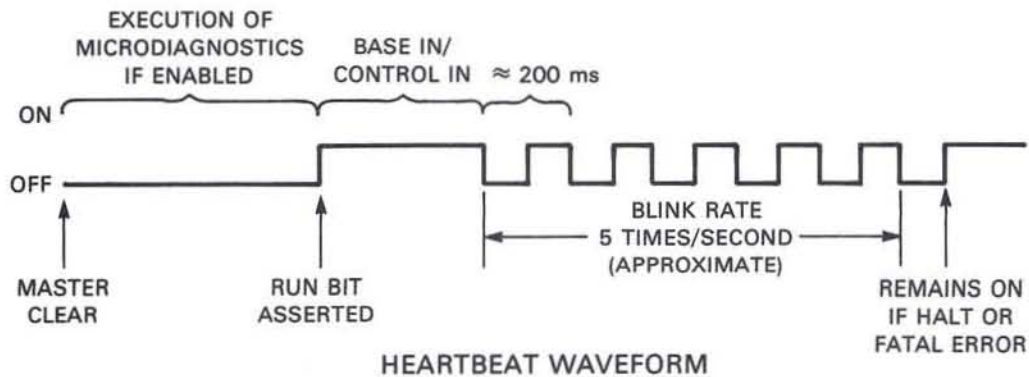 EXECUTION OF
MICRODIAGNOSTICS
IF ENABLED
BASE IN/
CONTROL IN
≈ 200 ms
ON
OFF
BLINK RATE
5 TIMES/SECOND
(APPROXIMATE)
MASTER
CLEAR
RUN BIT
ASSERTED
REMAINS ON
IF HALT OR
FATAL ERROR
HEARTBEAT WAVEFORM